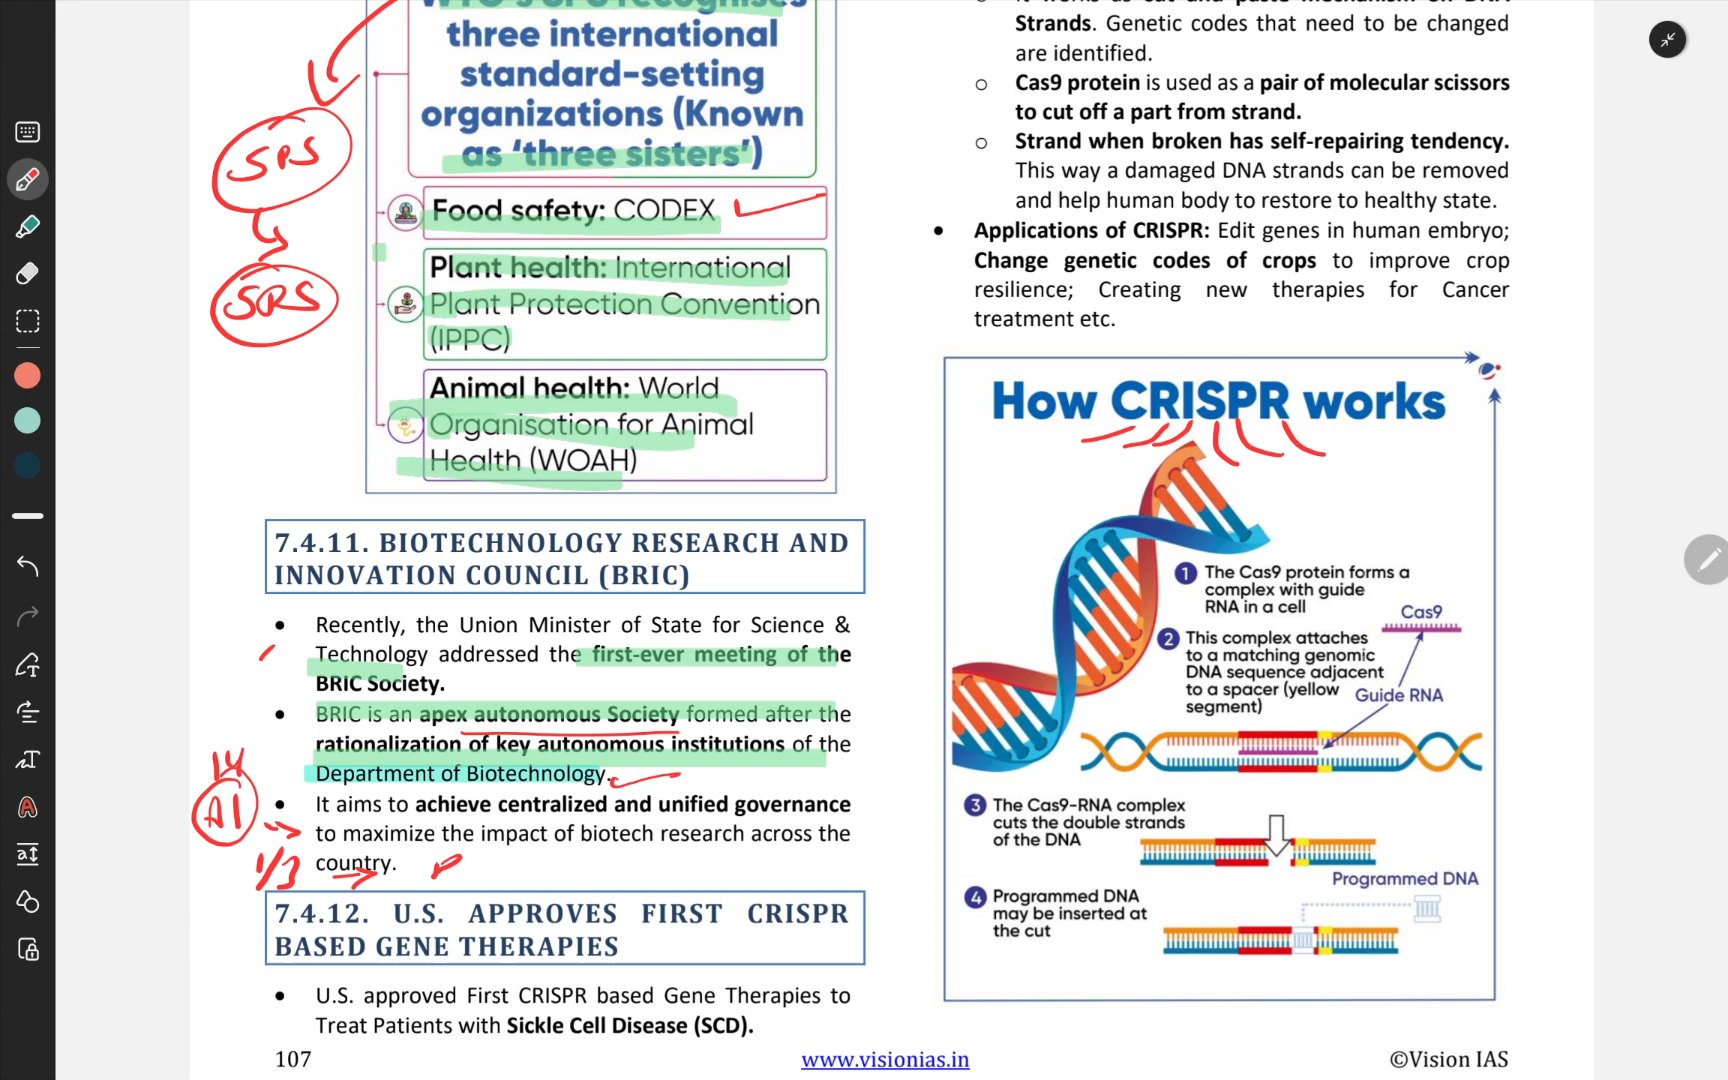 three international
standard-setting
organizations (Known
as ‘three sisters’)
SPS
SRS
Food safety: CODEX
Plant health: International
Plant Protection Convention
(IPPC)
Animal health: World
Organisation for Animal
Health (WOAH)
7.4.11. BIOTECHNOLOGY RESEARCH AND
INNOVATION COUNCIL (BRIC)
• Recently, the Union Minister of State for Science &
Technology addressed the first-ever meeting of the
BRIC Society.
• BRIC is an apex autonomous Society formed after the
rationalization of key autonomous institutions of the
Department of Biotechnology.
14
AI
• It aims to achieve centralized and unified governance
to maximize the impact of biotech research across the
country.
1/3
7.4.12. U.S. APPROVES FIRST CRISPR
BASED GENE THERAPIES
• U.S. approved First CRISPR based Gene Therapies to
Treat Patients with Sickle Cell Disease (SCD).
Strands. Genetic codes that need to be changed
are identified.
o Cas9 protein is used as a pair of molecular scissors
to cut off a part from strand.
o Strand when broken has self-repairing tendency.
This way a damaged DNA strands can be removed
and help human body to restore to healthy state.
• Applications of CRISPR: Edit genes in human embryo;
Change genetic codes of crops to improve crop
resilience; Creating new therapies for Cancer
treatment etc.
How CRISPR works
1 The Cas9 protein forms a
complex with guide
RNA in a cell
Cas9
2 This complex attaches
to a matching genomic
DNA sequence adjacent
to a spacer (yellow
segment)
Guide RNA
3 The Cas9-RNA complex
cuts the double strands
of the DNA
Programmed DNA
4 Programmed DNA
may be inserted at
the cut
107
www.visionias.in
©Vision IAS